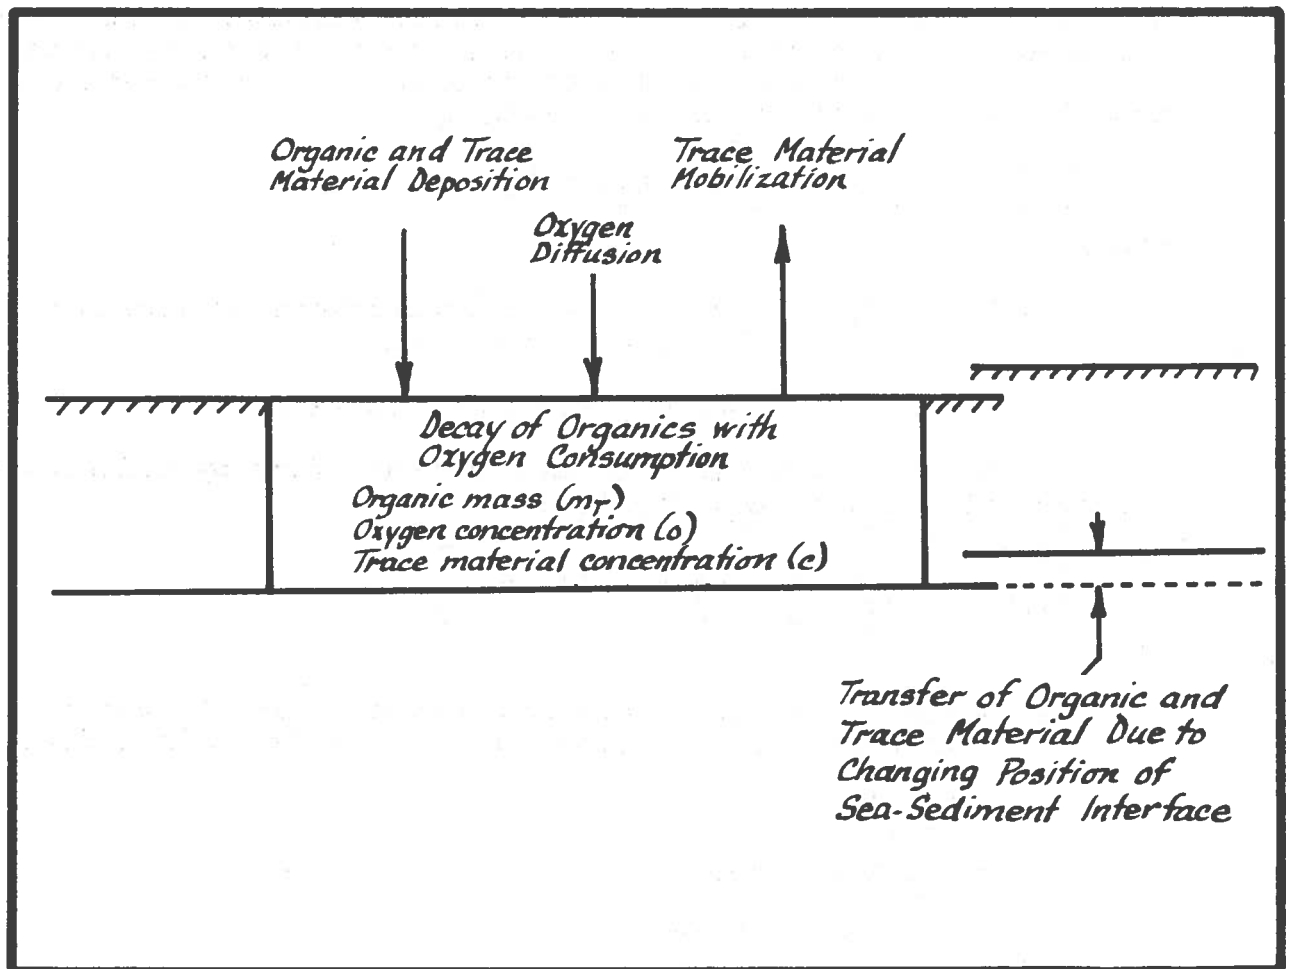 Organic and Trace
Material Deposition
Trace Material
Mobilization
Oxygen
Diffusion
Decay of Organics with
Oxygen Consumption
Organic mass (m_T)
Oxygen concentration (o)
Trace material concentration (c)
Transfer of Organic and
Trace Material Due to
Changing Position of
Sea-Sediment Interface